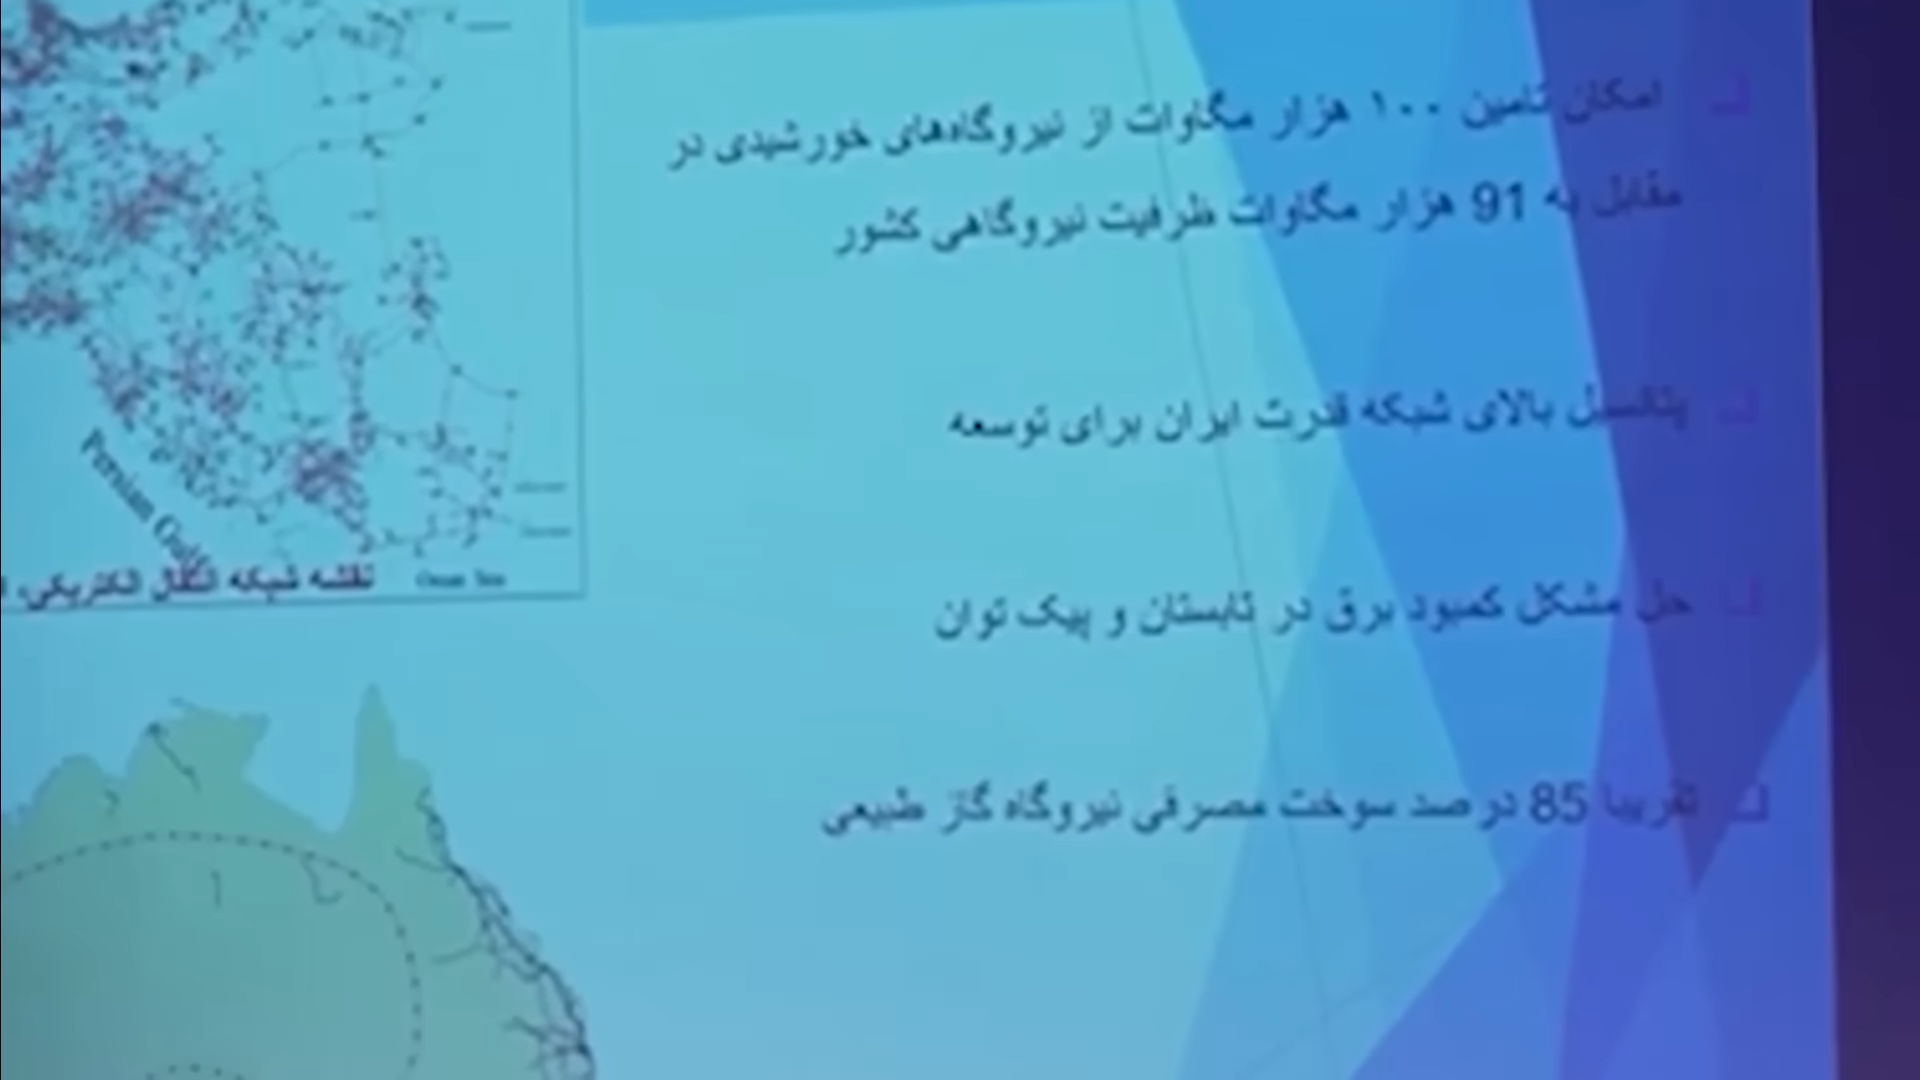 امکان تامین ۱۰۰ هزار مگاوات از نیروگاه‌های خورشیدی در
مقابل به 91 هزار مگاوات ظرفیت نیروگاهی کشور
پتانسیل بالای شبکه قدرت ایران برای توسعه
حل مشکل کمبود برق در تابستان و پیک توان
تقریبا 85 درصد سوخت مصرفی نیروگاه گاز طبیعی
Persian Gulf
Oman Sea
نقشه شبکه انتقال الکتریکی،